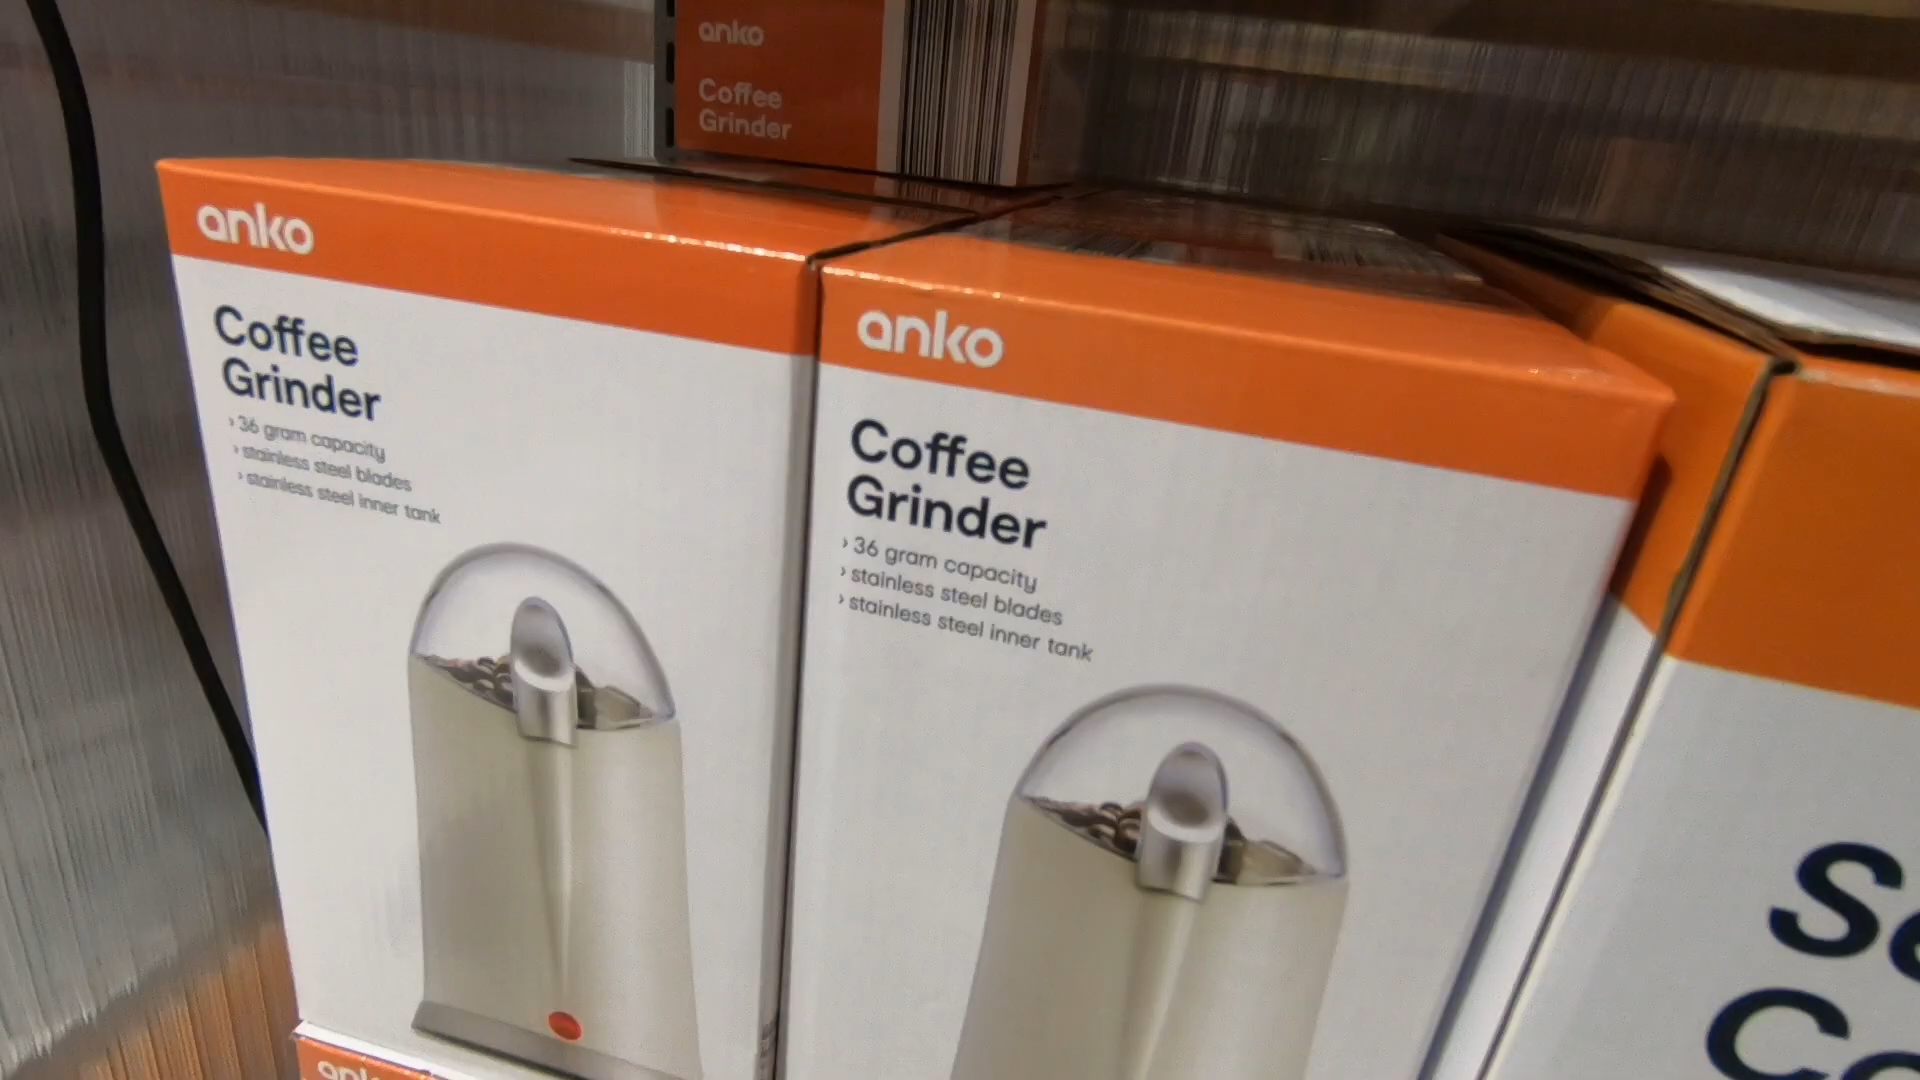 anko
Coffee
Grinder
anko
Coffee
Grinder
› 36 gram capacity
› stainless steel blades
› stainless steel inner tank
anko
Coffee
Grinder
› 36 gram capacity
› stainless steel blades
› stainless steel inner tank